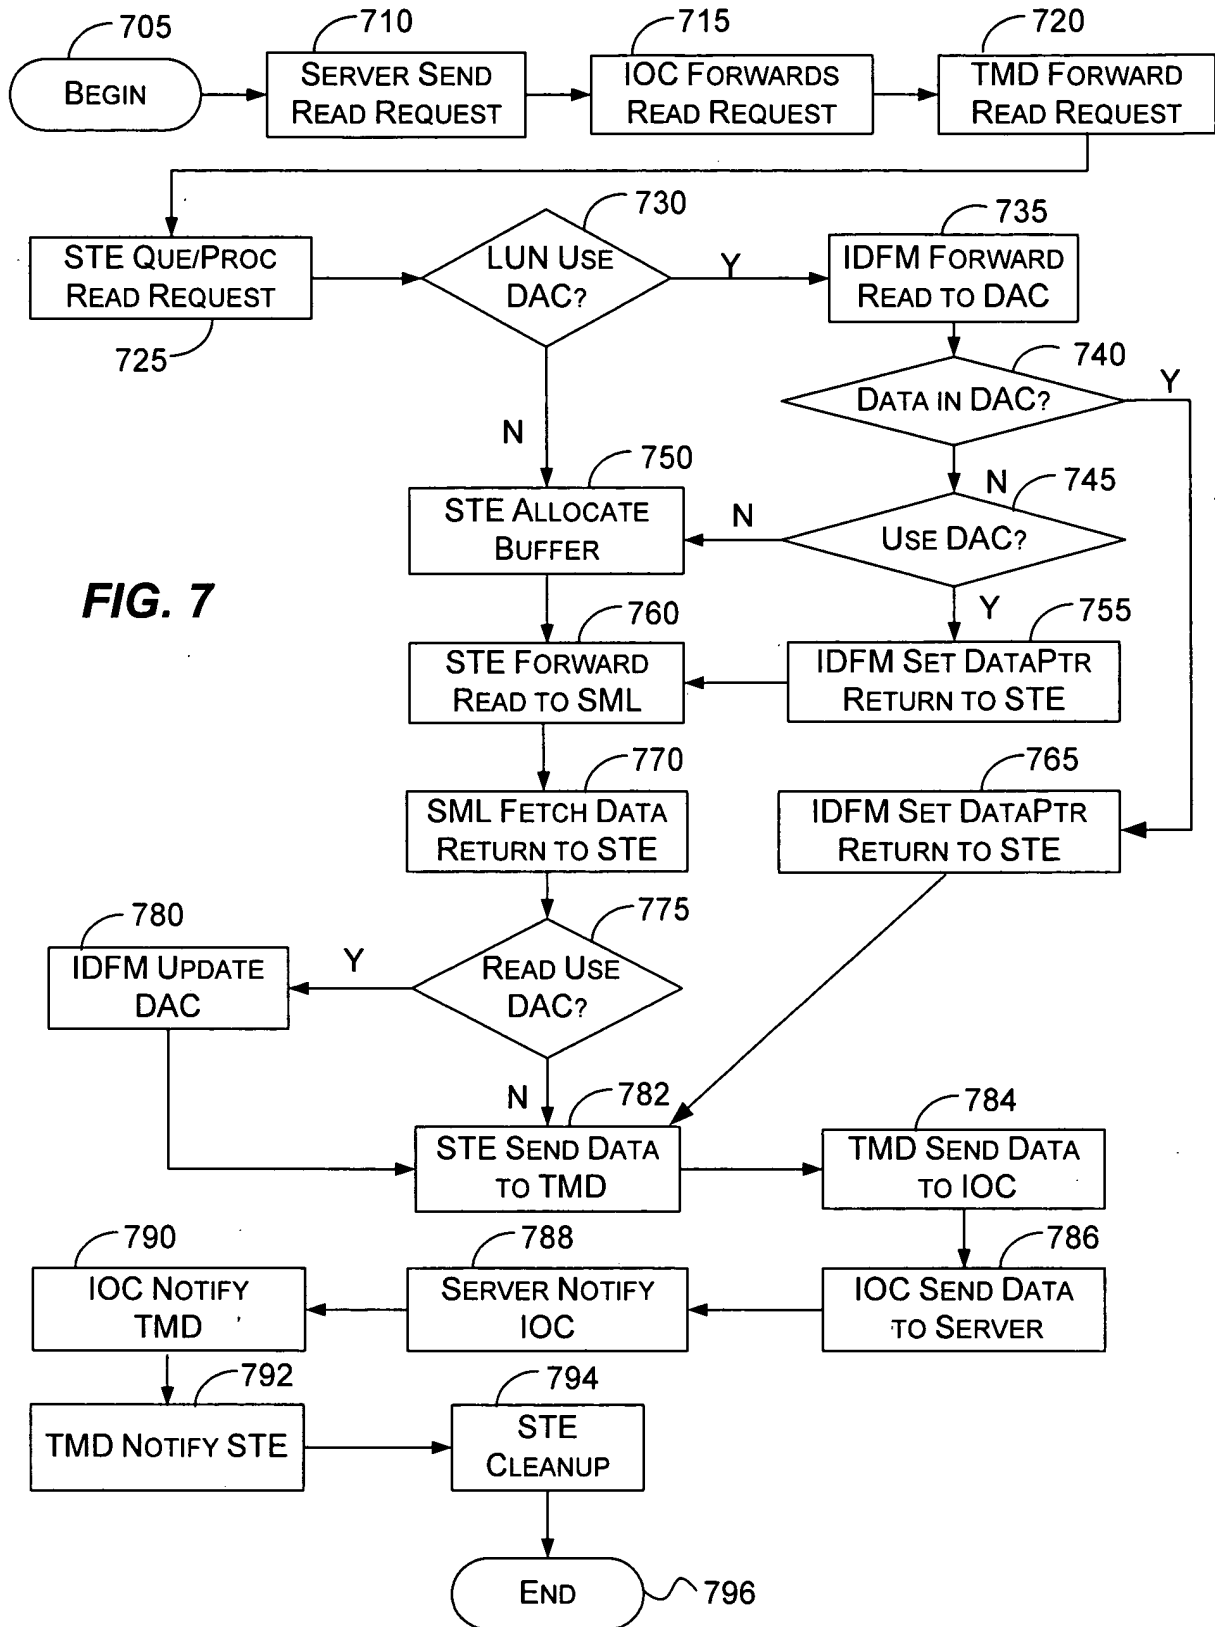 705
BEGIN
710
SERVER SEND
READ REQUEST
715
IOC FORWARDS
READ REQUEST
720
TMD FORWARD
READ REQUEST
STE QUE/PROC
READ REQUEST
725
730
LUN USE
DAC?
Y
N
735
IDFM FORWARD
READ TO DAC
740
DATA IN DAC?
Y
N
745
USE DAC?
N
Y
750
STE ALLOCATE
BUFFER
FIG. 7
755
IDFM SET DATAPTR
RETURN TO STE
760
STE FORWARD
READ TO SML
765
IDFM SET DATAPTR
RETURN TO STE
770
SML FETCH DATA
RETURN TO STE
775
READ USE
DAC?
Y
N
780
IDFM UPDATE
DAC
782
STE SEND DATA
TO TMD
784
TMD SEND DATA
TO IOC
786
IOC SEND DATA
TO SERVER
788
SERVER NOTIFY
IOC
790
IOC NOTIFY
TMD
792
TMD NOTIFY STE
794
STE
CLEANUP
END
796